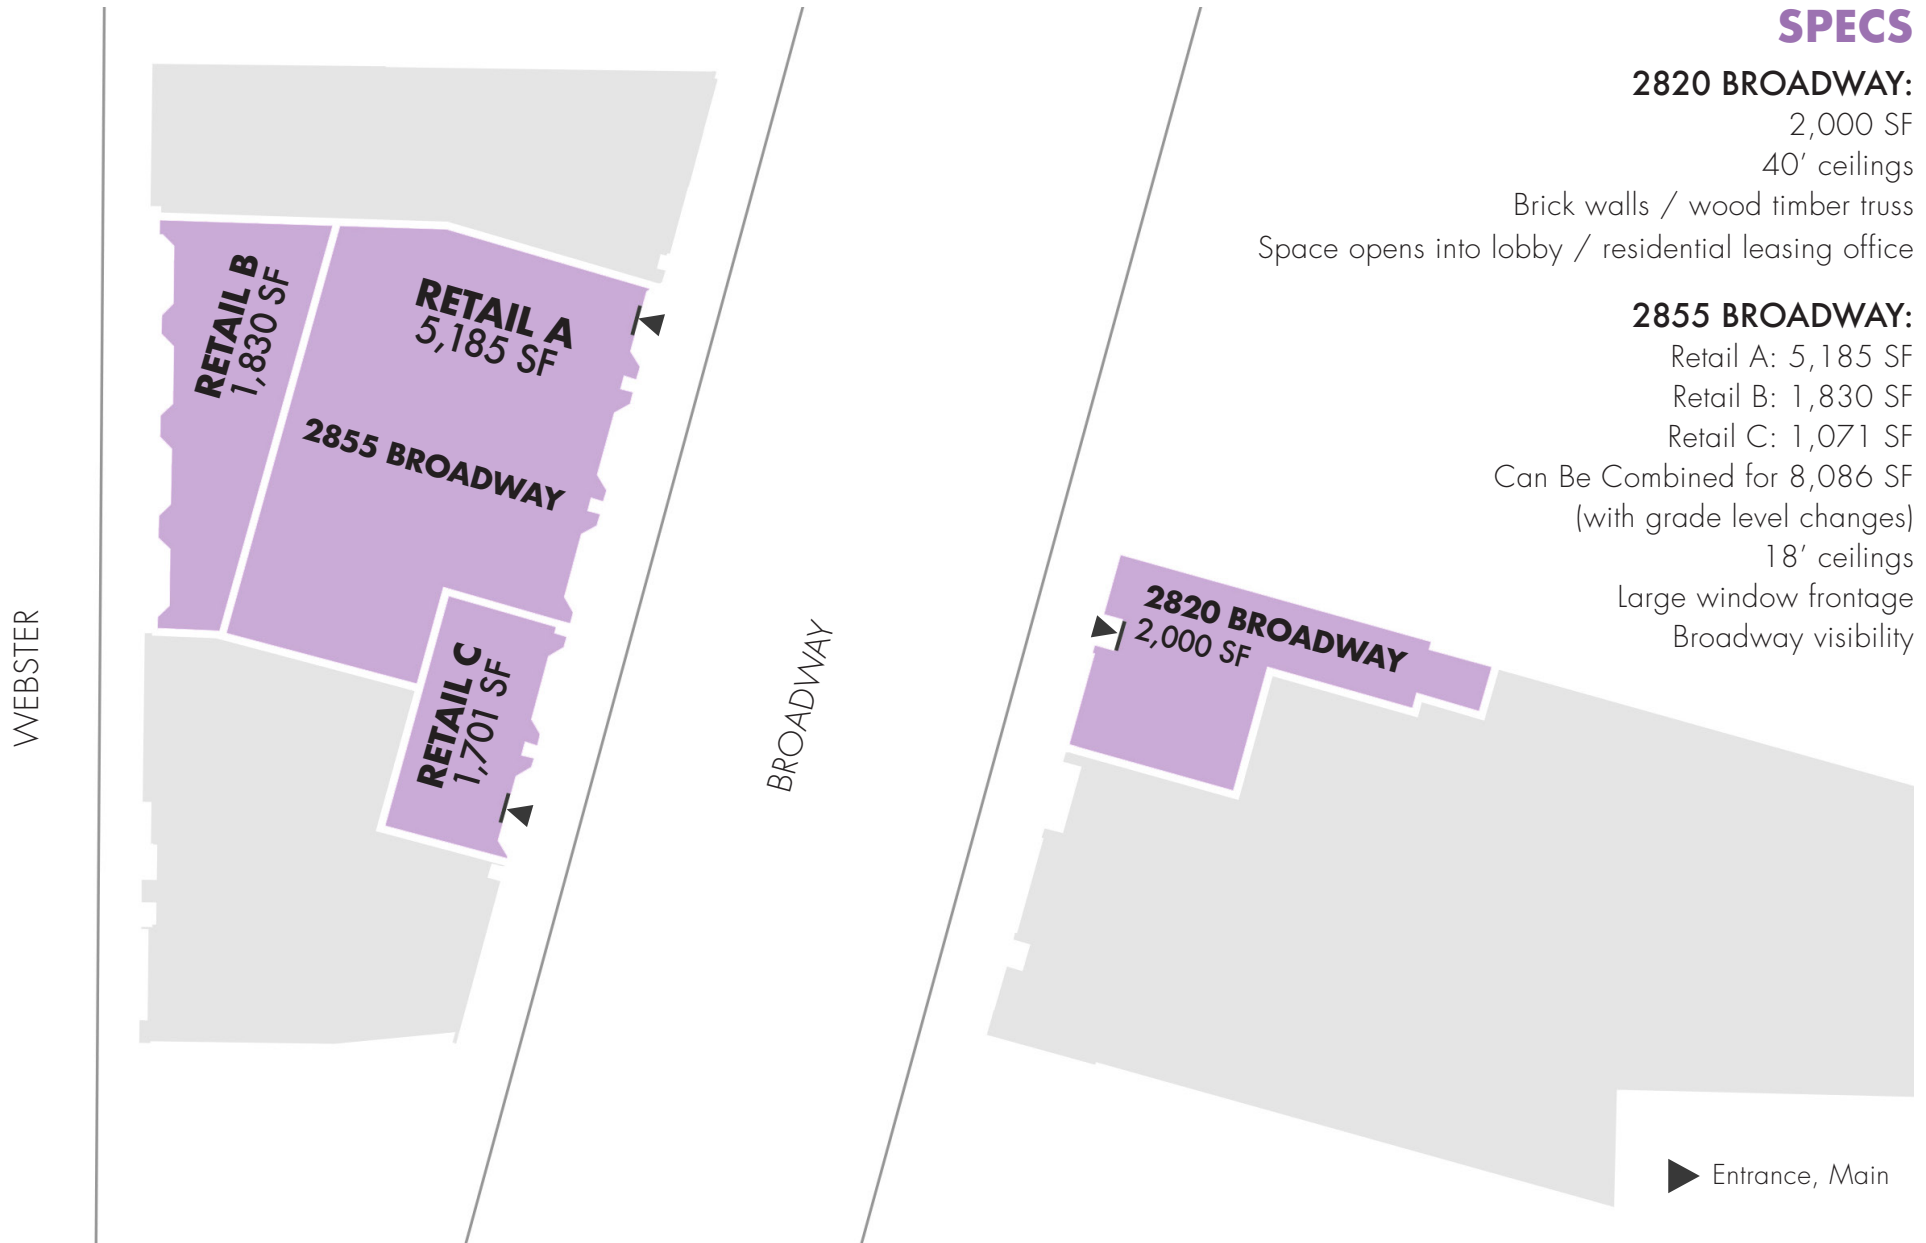 SPECS
2820 BROADWAY:
2,000 SF
40’ ceilings
Brick walls / wood timber truss
Space opens into lobby / residential leasing office
2855 BROADWAY:
Retail A: 5,185 SF
Retail B: 1,830 SF
Retail C: 1,071 SF
Can Be Combined for 8,086 SF
(with grade level changes)
18’ ceilings
Large window frontage
Broadway visibility
RETAIL B
1,830 SF
RETAIL A
5,185 SF
2855 BROADWAY
RETAIL C
1,701 SF
WEBSTER
BROADWAY
2820 BROADWAY
2,000 SF
Entrance, Main